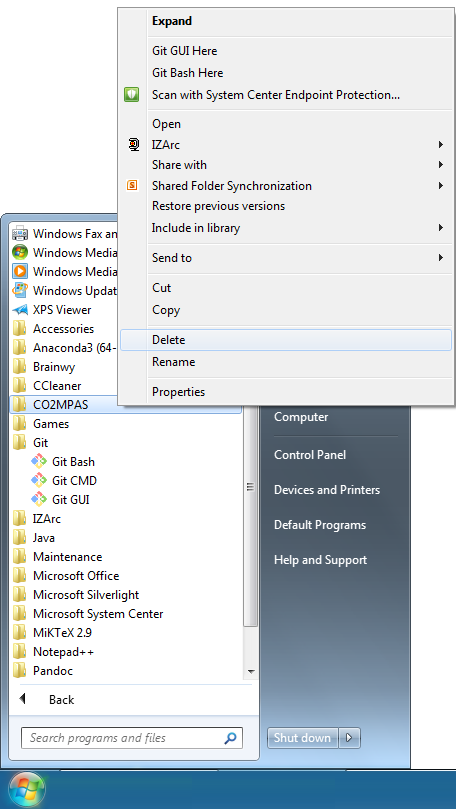 Expand
Git GUI Here
Git Bash Here
Scan with System Center Endpoint Protection...
Open
IZArc
Share with
Shared Folder Synchronization
Restore previous versions
Include in library
Send to
Cut
Copy
Delete
Rename
Properties
Windows Fax an
Windows Media
Windows Media
Windows Updat
XPS Viewer
Accessories
Anaconda3 (64-
Brainwy
CCleaner
CO2MPAS
Games
Git
Git Bash
Git CMD
Git GUI
IZArc
Java
Maintenance
Microsoft Office
Microsoft Silverlight
Microsoft System Center
MiKTeX 2.9
Notepad++
Pandoc
Back
Search programs and files
Computer
Control Panel
Devices and Printers
Default Programs
Help and Support
Shut down